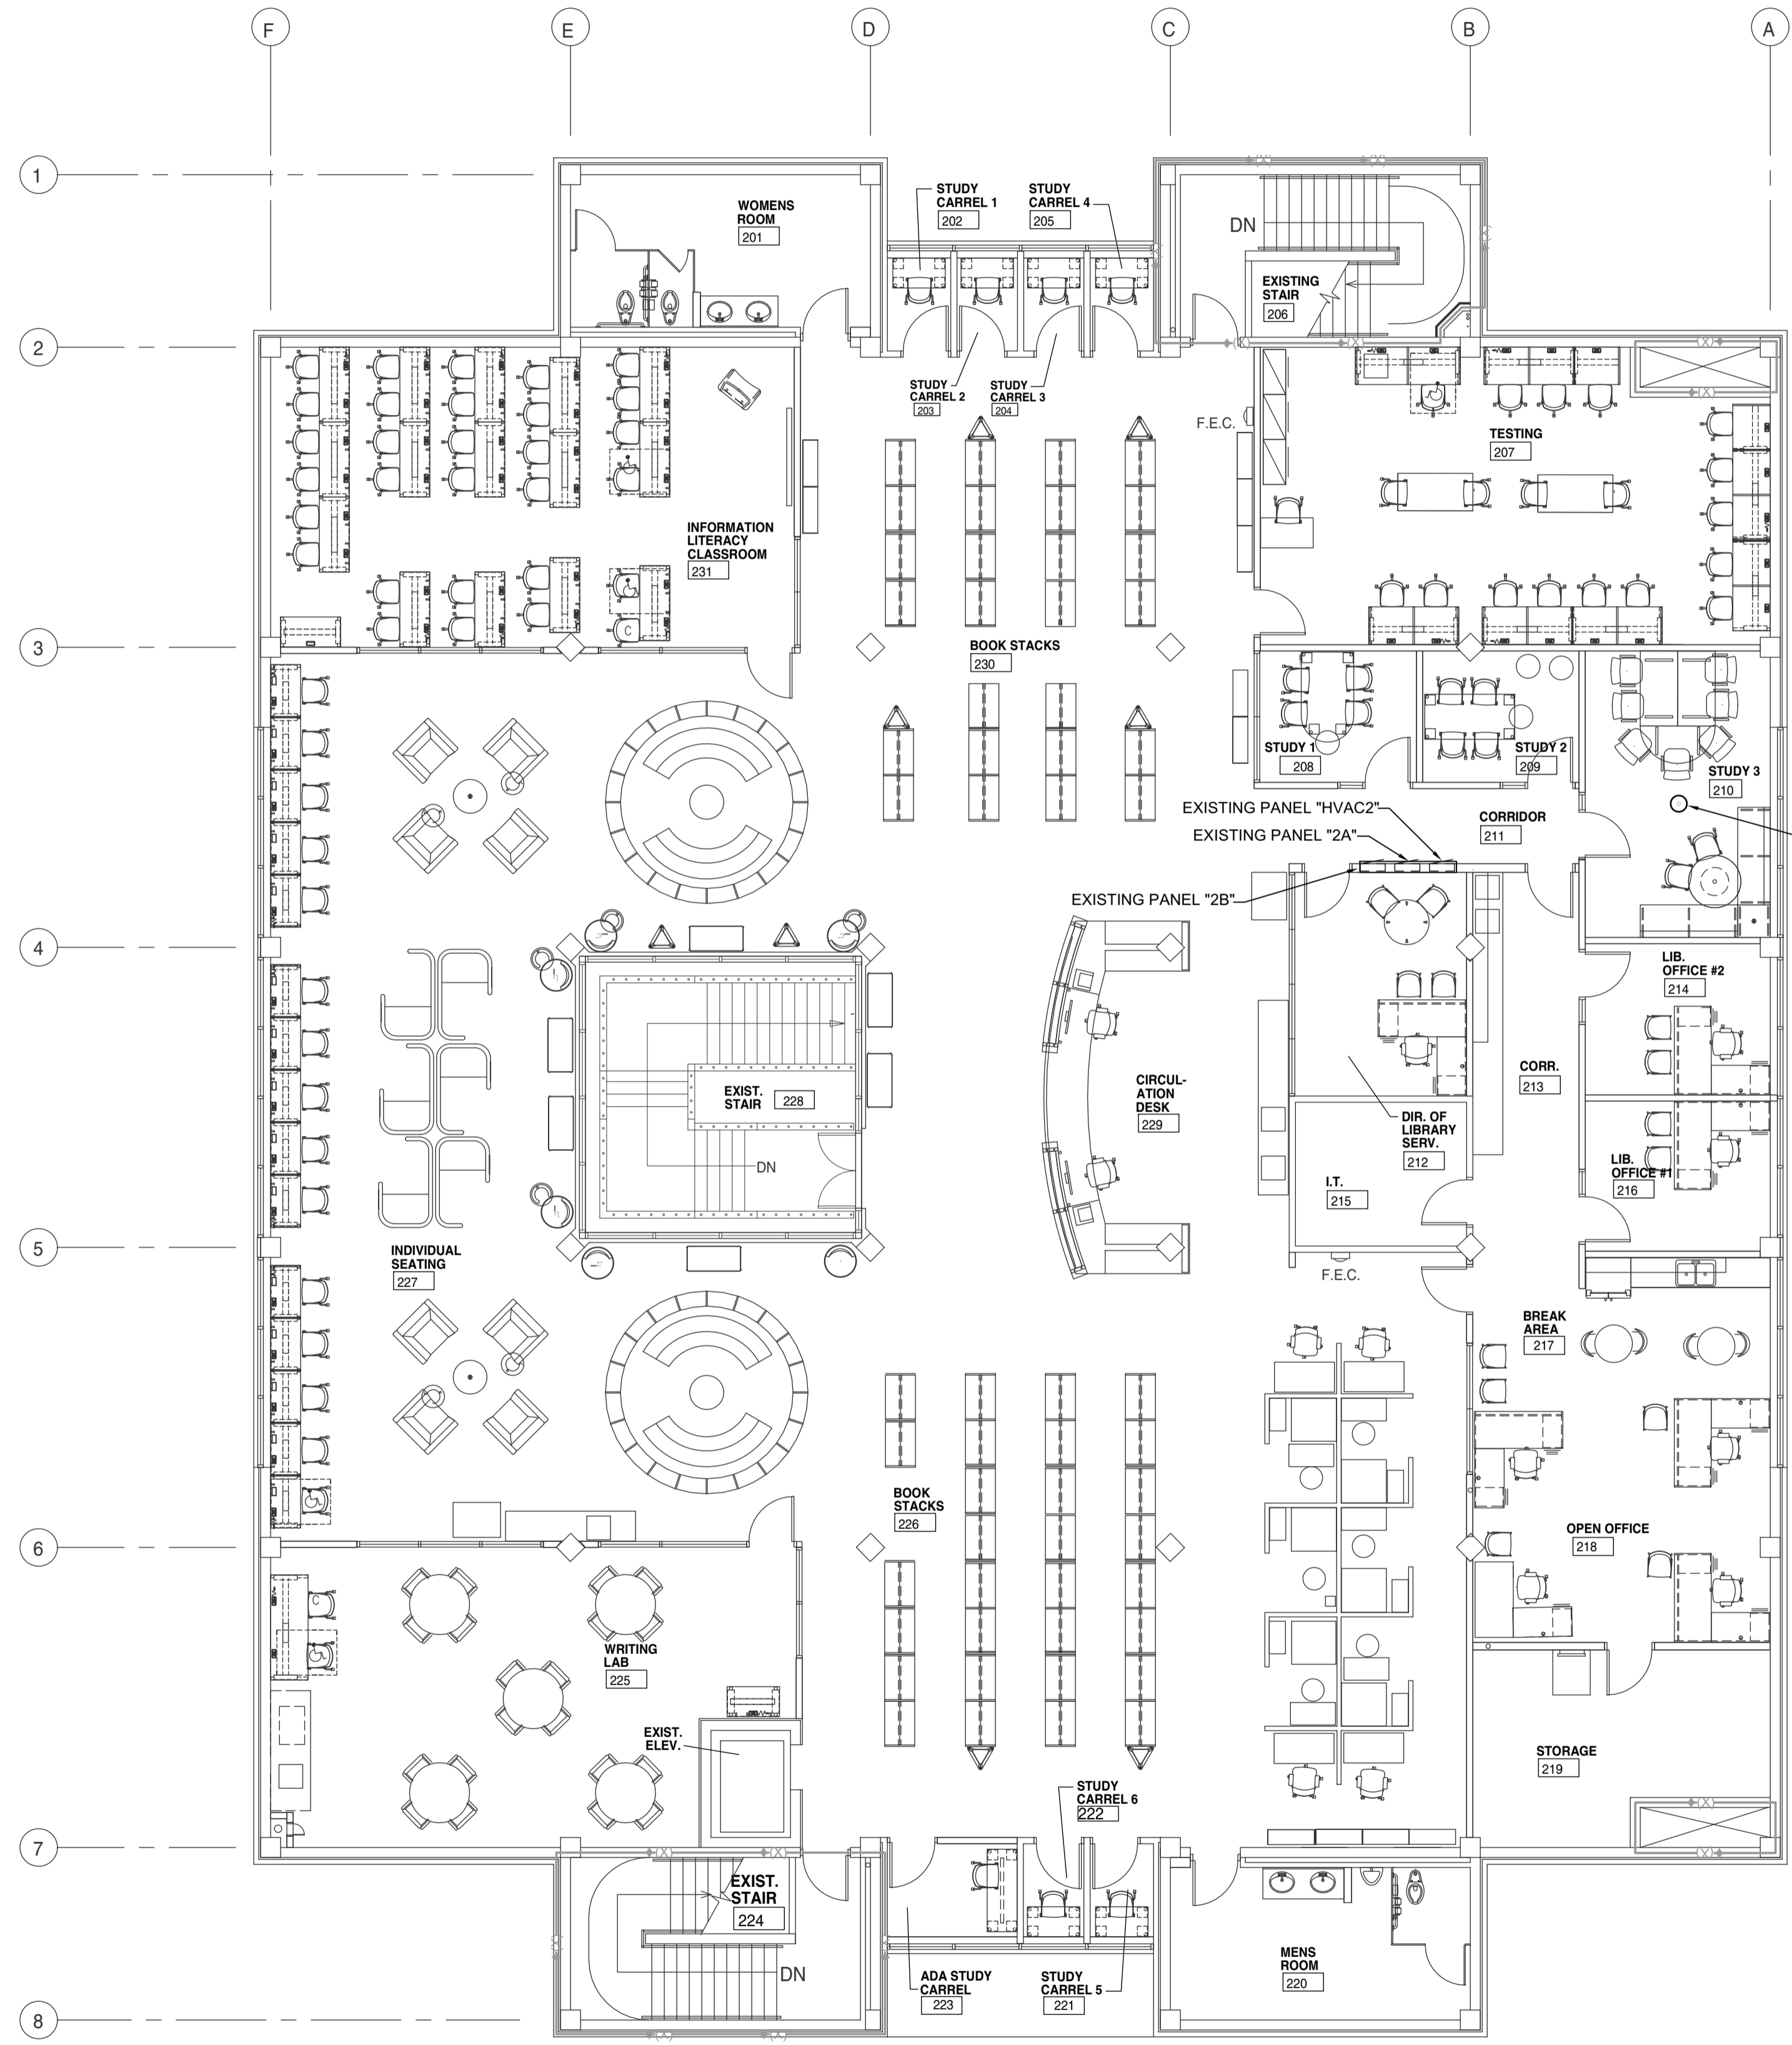 F
E
D
C
B
A
1
2
3
4
5
6
7
8
WOMENS
ROOM
201
STUDY
CARREL 1
202
STUDY
CARREL 4
205
DN
EXISTING
STAIR
206
STUDY
CARREL 2
203
STUDY
CARREL 3
204
F.E.C.
TESTING
207
INFORMATION
LITERACY
CLASSROOM
231
C
BOOK STACKS
230
STUDY 1
208
STUDY 2
209
STUDY 3
210
EXISTING PANEL "HVAC2"
EXISTING PANEL "2A"
EXISTING PANEL "2B"
CORRIDOR
211
LIB.
OFFICE #2
214
CORR.
213
CIRCUL-
ATION
DESK
229
EXIST.
STAIR
228
DN
DIR. OF
LIBRARY
SERV.
212
LIB.
OFFICE #1
216
I.T.
215
F.E.C.
INDIVIDUAL
SEATING
227
BREAK
AREA
217
BOOK
STACKS
226
OPEN OFFICE
218
C
WRITING
LAB
225
EXIST.
ELEV.
STORAGE
219
STUDY
CARREL 6
222
EXIST.
STAIR
224
DN
ADA STUDY
CARREL
223
STUDY
CARREL 5
221
MENS
ROOM
220
(X)
(X)
(X)
(X)
(X)
(X)
(X)
(X)
(X)
(X)
(X)
(X)